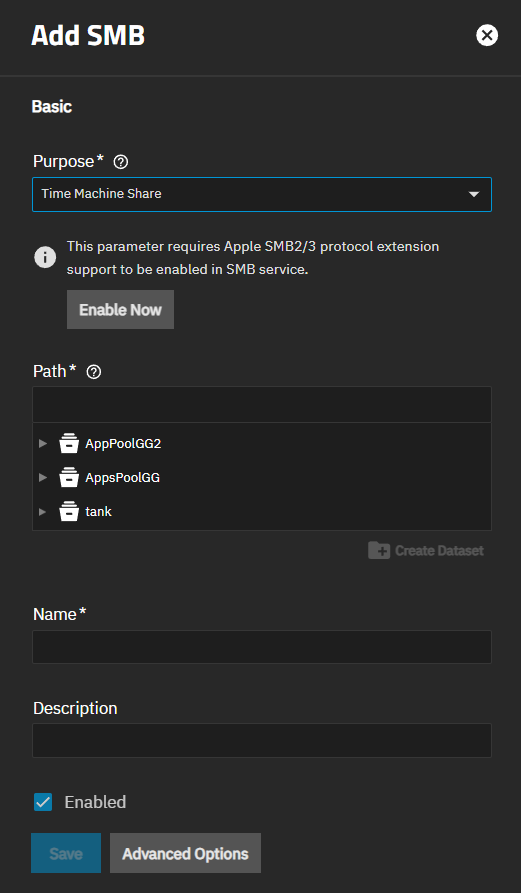 Add SMB
Basic
Purpose*
Time Machine Share
This parameter requires Apple SMB2/3 protocol extension
support to be enabled in SMB service.
Enable Now
Path*
AppPoolGG2
AppsPoolGG
tank
Create Dataset
Name*
Description
Enabled
Save
Advanced Options